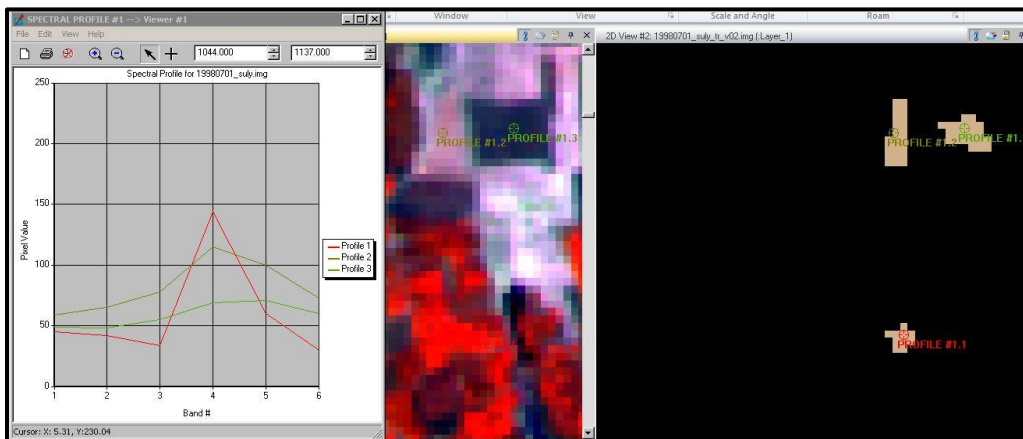 SPECTRAL PROFILE #1 --> Viewer #1
File Edit View Help
1044.000
1137.000
Spectral Profile for 19980701_suly.img
250
200
150
100
50
0
Pixel Value
1 2 3 4 5 6
Band #
Profile 1
Profile 2
Profile 3
Cursor: X: 5.31, Y:230.04
Window View Scale and Angle Roam
PROFILE #1.2
PROFILE #1.3
2D View #2: 19980701_suly_tr_v02.img (:Layer_1)
PROFILE #1.2
PROFILE #1.
PROFILE #1.1